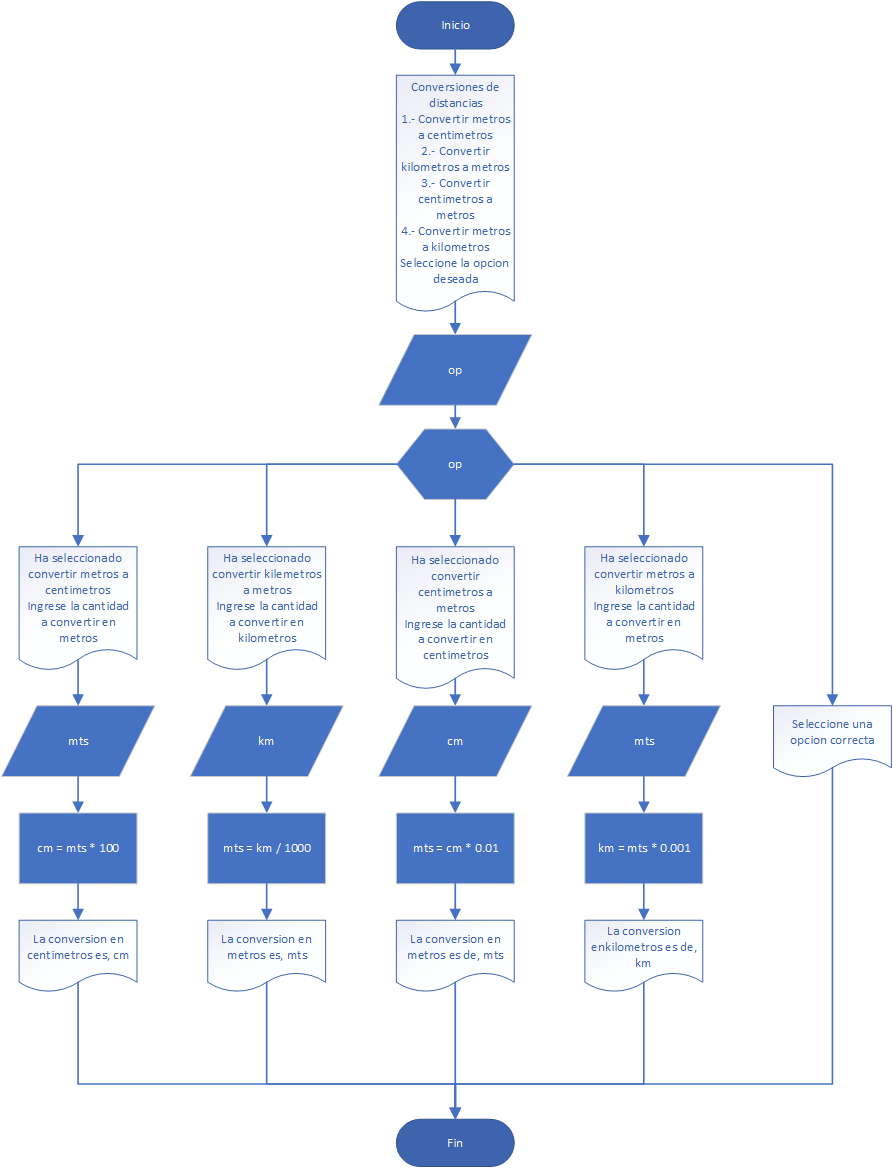 Inicio
Conversiones de
distancias
1.- Convertir metros
a centimetros
2.- Convertir
kilometros a metros
3.- Convertir
centimetros a
metros
4.- Convertir metros
a kilometros
Seleccione la opcion
deseada
op
op
Ha seleccionado
convertir metros a
centimetros
Ingrese la cantidad
a convertir en
metros
mts
cm = mts * 100
La conversion en
centimetros es, cm
Ha seleccionado
convertir kilemetros
a metros
Ingrese la cantidad
a convertir en
kilometros
km
mts = km / 1000
La conversion en
metros es, mts
Ha seleccionado
convertir
centimetros a
metros
Ingrese la cantidad
a convertir en
centimetros
cm
mts = cm * 0.01
La conversion en
metros es de, mts
Ha seleccionado
convertir metros a
kilometros
Ingrese la cantidad
a convertir en
metros
mts
km = mts * 0.001
La conversion
enkilometros es de,
km
Seleccione una
opcion correcta
Fin